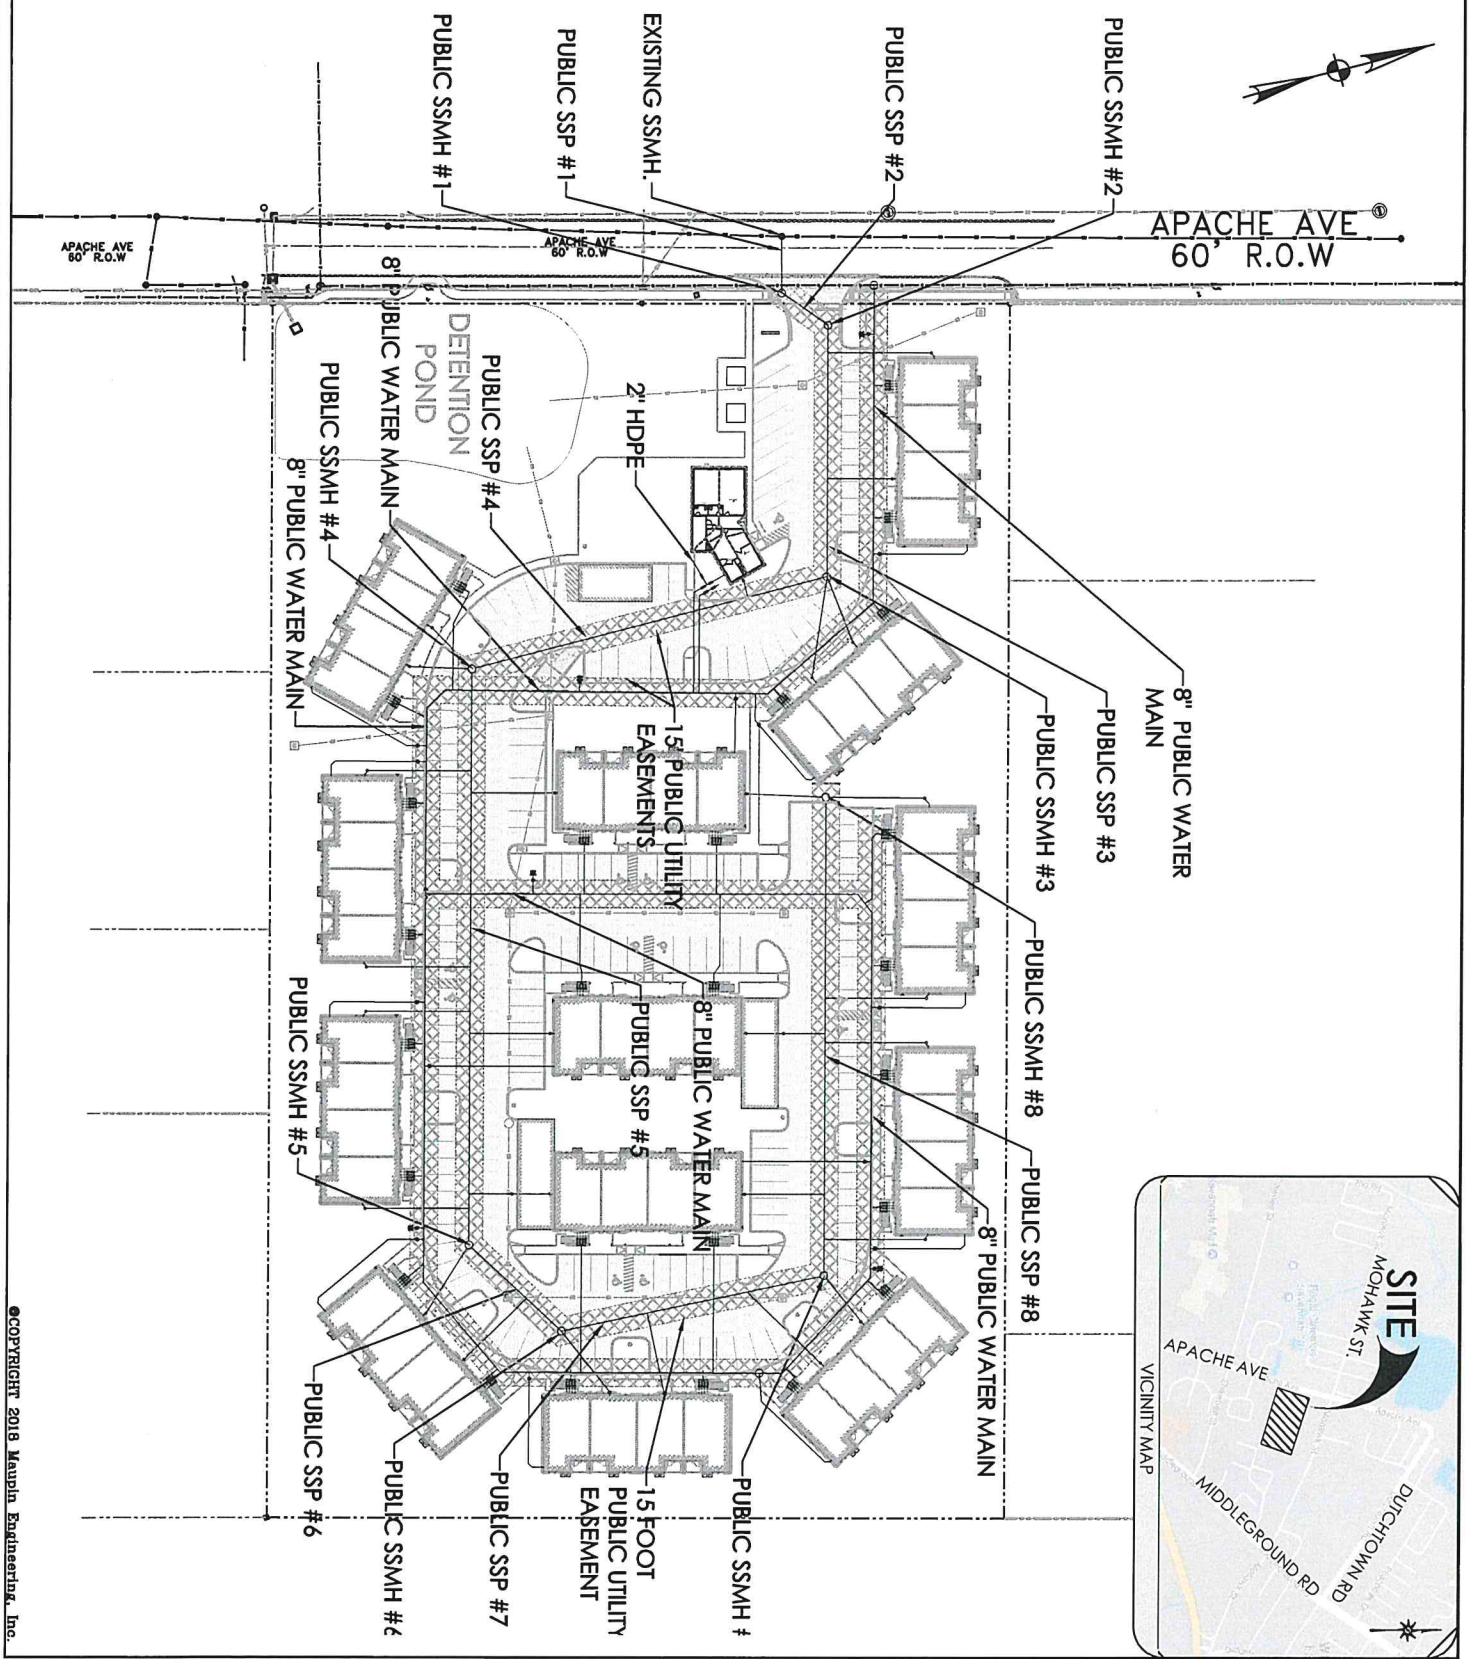 PUBLIC SSMH #1
PUBLIC SSP #1
EXISTING SSMH.
PUBLIC SSP #2
PUBLIC SSMH #2
APACHE AVE
60' R.O.W
APACHE AVE
60' R.O.W
APACHE AVE
60' R.O.W
8" PUBLIC WATER MAIN
DETENTION
POND
PUBLIC SSP #4
2" HDPE
PUBLIC SSMH #4
8" PUBLIC WATER MAIN
8" PUBLIC WATER
MAIN
PUBLIC SSP #3
PUBLIC SSMH #3
15' PUBLIC UTILITY
EASEMENTS
PUBLIC SSMH #8
PUBLIC SSP #8
8" PUBLIC WATER MAIN
8" PUBLIC WATER MAIN
PUBLIC SSP #5
PUBLIC SSMH #5
PUBLIC SSP #6
PUBLIC SSMH #6
PUBLIC SSP #7
15 FOOT
PUBLIC UTILITY
EASEMENT
PUBLIC SSMH #
SITE
MOHAWK ST.
APACHE AVE
MIDDLEGROUND RD
DUTCHTOWN RD
VICINITY MAP
©COPYRIGHT 2018 Maupin Engineering, Inc.